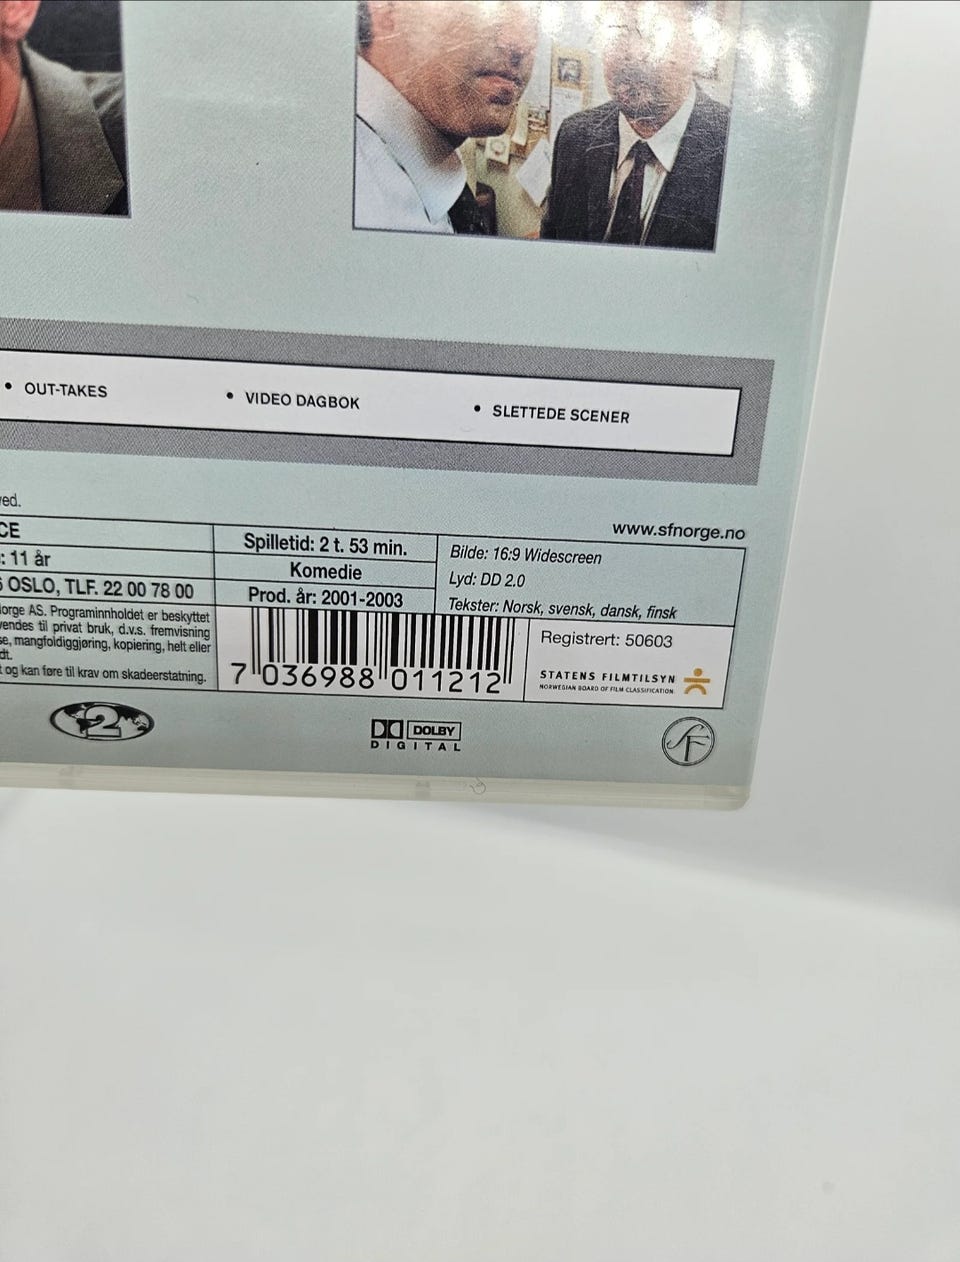 • OUT-TAKES • VIDEO DAGBOK • SLETTEDE SCENER
ed.
www.sfnorge.no
CE
: 11 år
OSLO, TLF. 22 00 78 00
Spilletid: 2 t. 53 min.
Komedie
Prod. år: 2001-2003
Bilde: 16:9 Widescreen
Lyd: DD 2.0
Tekster: Norsk, svensk, dansk, finsk
orge AS. Programinnholdet er beskyttet
endes til privat bruk, d.v.s. fremvisning
se, mangfoldiggjøring, kopiering, helt eller
dt.
t og kan føre til krav om skadeerstatning.
7 036988 011212
Registrert: 50603
STATENS FILMTILSYN
NORWEGIAN BOARD OF FILM CLASSIFICATION
2
DOLBY
DIGITAL
SF